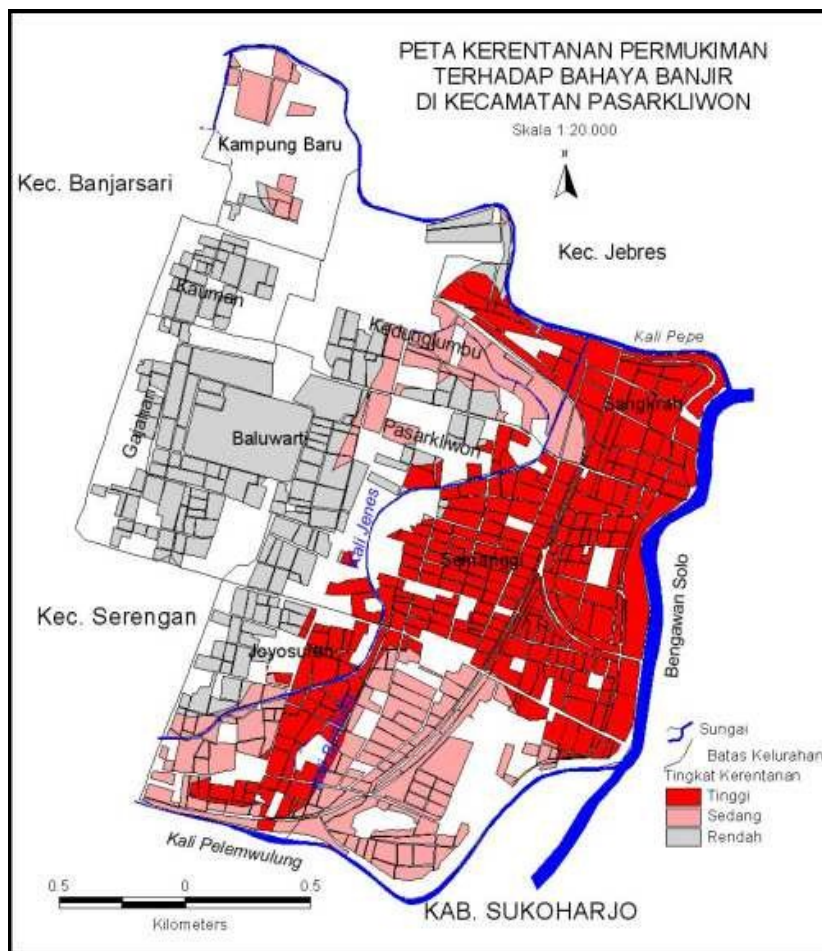 PETA KERENTANAN PERMUKIMAN
TERHADAP BAHAYA BANJIR
DI KECAMATAN PASARKLIWON
Skala 1:20.000
Kampung Baru
Kec. Banjarsari
Kec. Jebres
Kauman
Kedunglumbu
Kali Pepe
Sangkrah
Gajahan
Baluwarti
Pasarkliwon
Kali Jenes
Semanggi
Kec. Serengan
Joyosuran
Bengawan Solo
Sungai
Batas Kelurahan
Tingkat Kerentanan
Tinggi
Sedang
Rendah
Kali Pelemwulung
0.5 0 0.5
Kilometers
KAB. SUKOHARJO